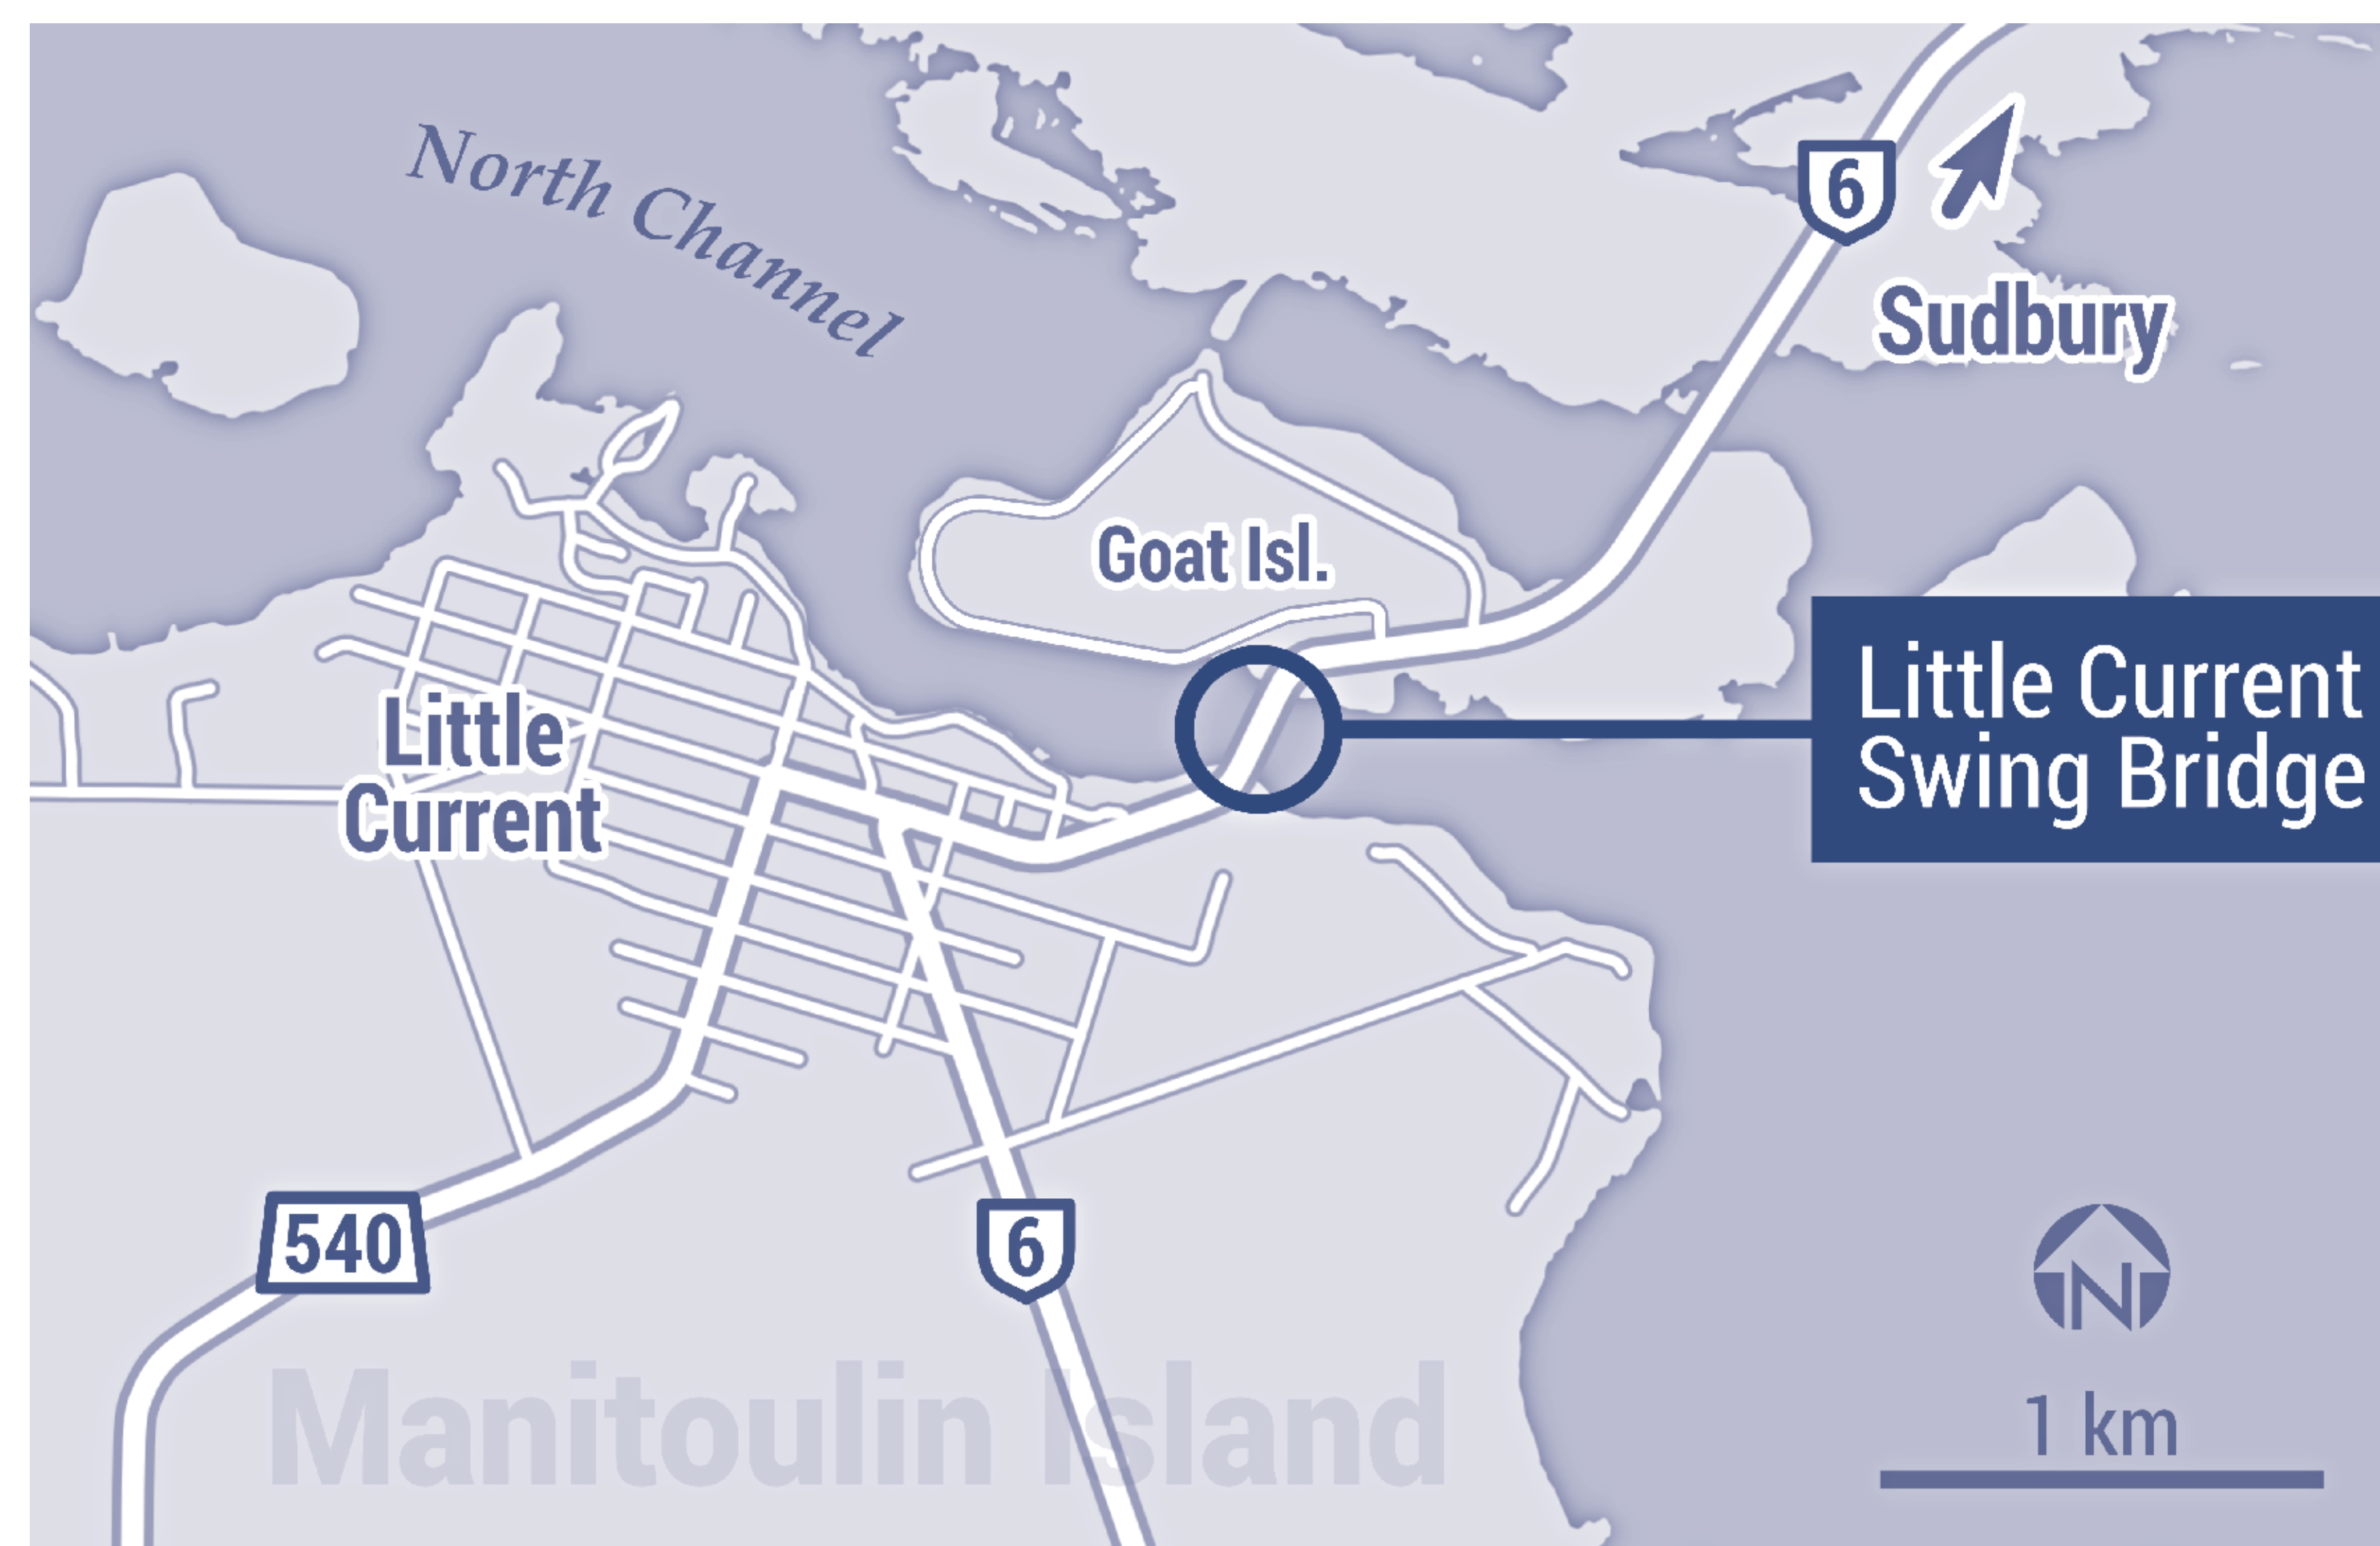 North Channel
6
Sudbury
Goat Isl.
Little Current
Swing Bridge
Little
Current
540
6
N
Manitoulin Island
1 km